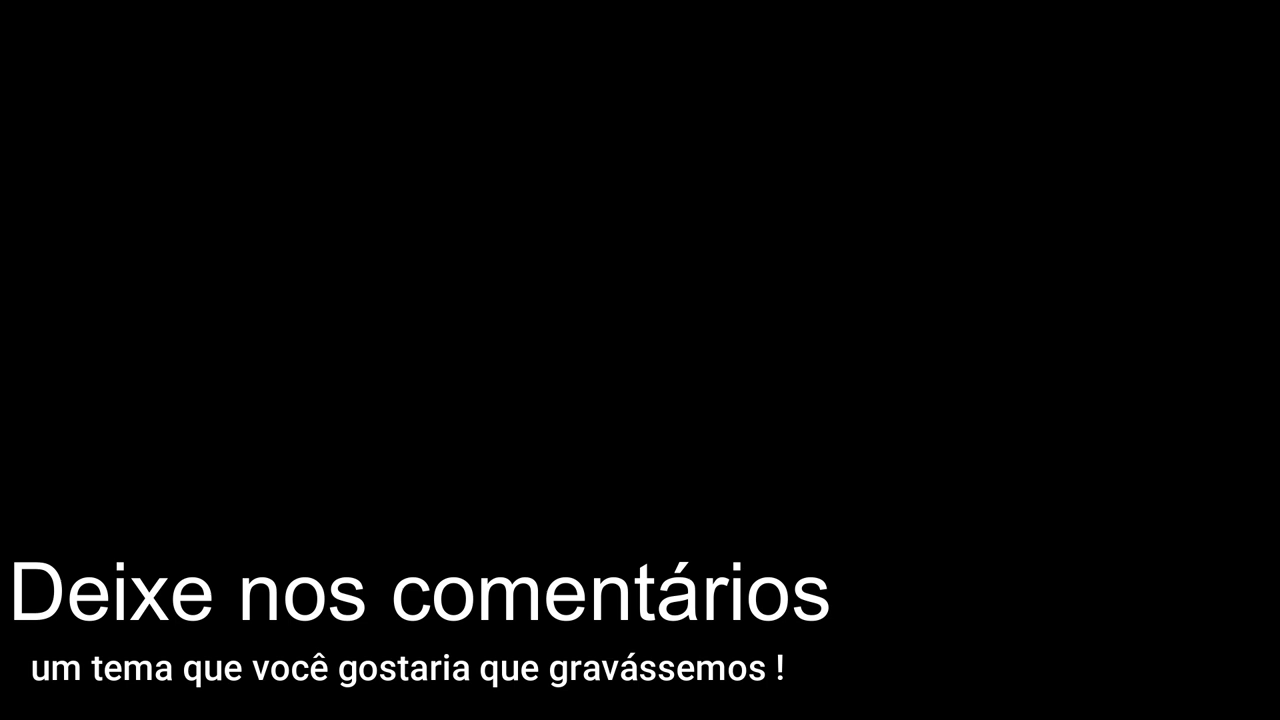 Deixe nos comentários
um tema que você gostaria que gravássemos !